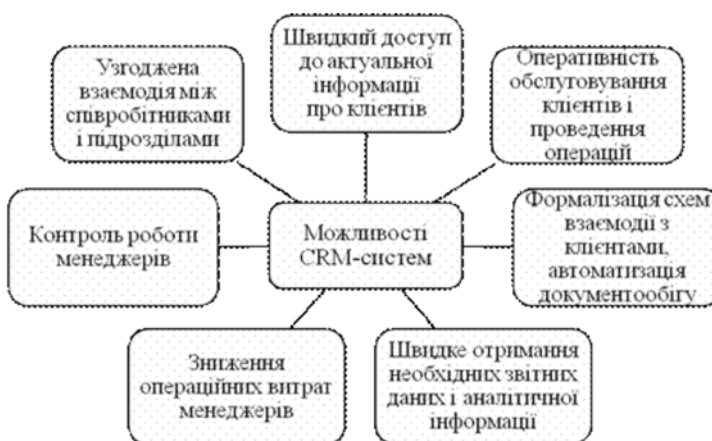 Узгоджена
взаємодія між
співробітниками
і підрозділами
Швидкий доступ
до актуальної
інформації
про клієнтів
Оперативність
обслуговування
клієнтів і
проведення
операцій
Контроль роботи
менеджерів
Можливості
CRM-систем
Формалізація схем
взаємодії з
клієнтами,
автоматизація
документообігу
Зниження
операційних витрат
менеджерів
Швидке отримання
необхідних звітних
даних і аналітичної
інформації